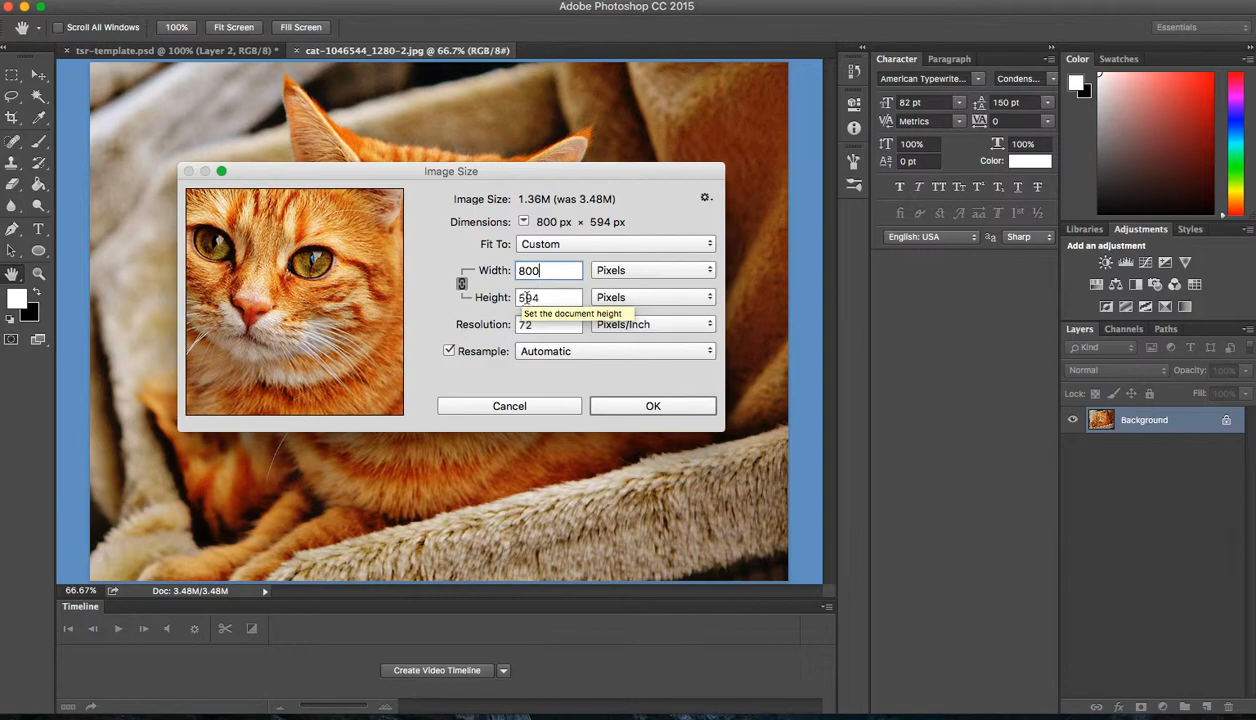 Adobe Photoshop CC 2015
Scroll All Windows 100% Fit Screen Fill Screen Essentials
× tsr-template.psd @ 100% (Layer 2, RGB/8) * × cat-1046544_1280-2.jpg @ 66.7% (RGB/8#)
Character Paragraph
American Typewrite... Condens...
82 pt 150 pt
Metrics 0
100% 100%
0 pt Color:
English: USA Sharp
Color Swatches
Libraries Adjustments Styles
Add an adjustment
Layers Channels Paths
Kind
Normal Opacity:
Lock: Fill: 100%
Background
Image Size
Image Size: 1.36M (was 3.48M)
Dimensions: 800 px × 594 px
Fit To: Custom
Width: 800 Pixels
Height: 594 Pixels
Set the document height
Resolution: 72 Pixels/Inch
Resample: Automatic
Cancel OK
66.67% Doc: 3.48M/3.48M
Timeline
Create Video Timeline